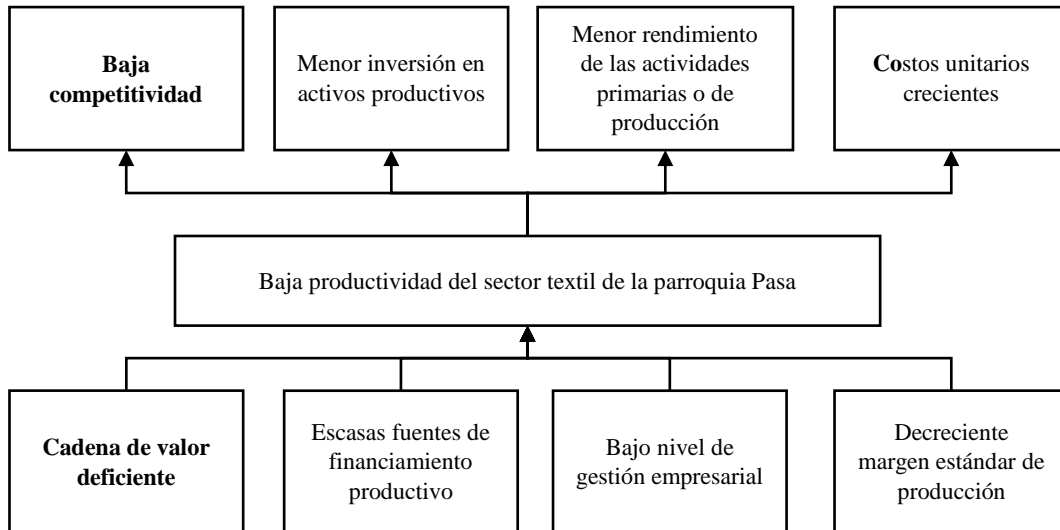 Baja
competitividad
Menor inversión en
activos productivos
Menor rendimiento
de las actividades
primarias o de
producción
Costos unitarios
crecientes
Baja productividad del sector textil de la parroquia Pasa
Cadena de valor
deficiente
Escasas fuentes de
financiamiento
productivo
Bajo nivel de
gestión empresarial
Decreciente
margen estándar de
producción